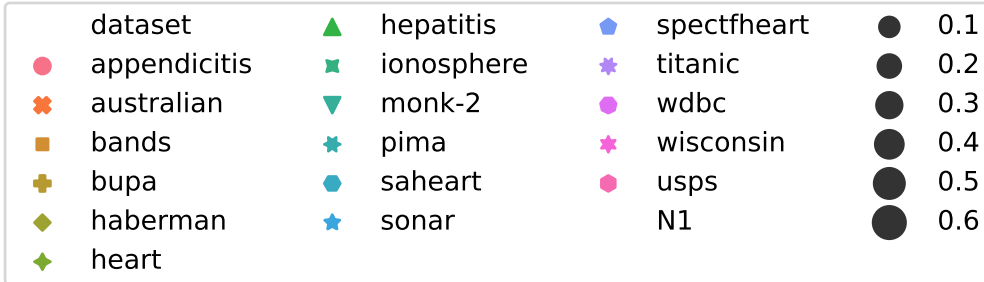 dataset
appendicitis
australian
bands
bupa
haberman
heart
hepatitis
ionosphere
monk-2
pima
saheart
sonar
spectfheart
titanic
wdbc
wisconsin
usps
N1
0.1
0.2
0.3
0.4
0.5
0.6